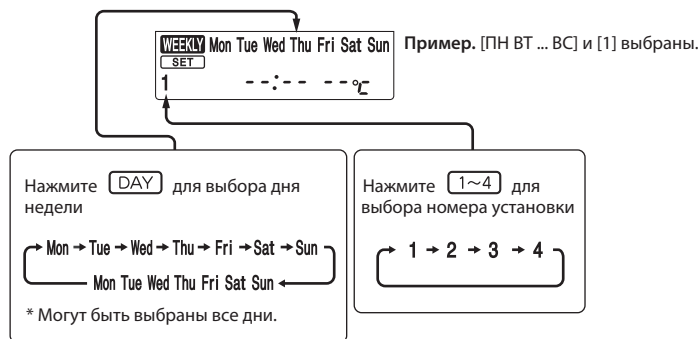 WEEKLY Mon Tue Wed Thu Fri Sat Sun
SET
1 --:-- --°C
Пример. [ПН ВТ ... ВС] и [1] выбраны.
Нажмите DAY для выбора дня
недели
Mon → Tue → Wed → Thu → Fri → Sat → Sun
Mon Tue Wed Thu Fri Sat Sun
* Могут быть выбраны все дни.
Нажмите 1~4 для
выбора номера установки
1 → 2 → 3 → 4